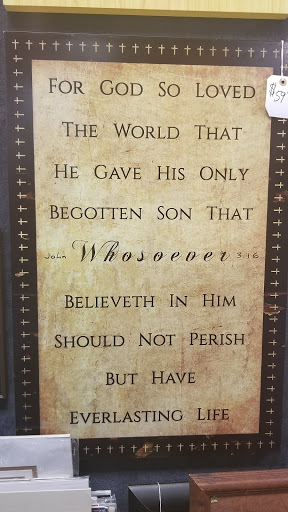 For God So Loved
$59
The World That
He Gave His Only
Begotten Son That
John Whosoever 3:16
Believeth In Him
Should Not Perish
But Have
Everlasting Life